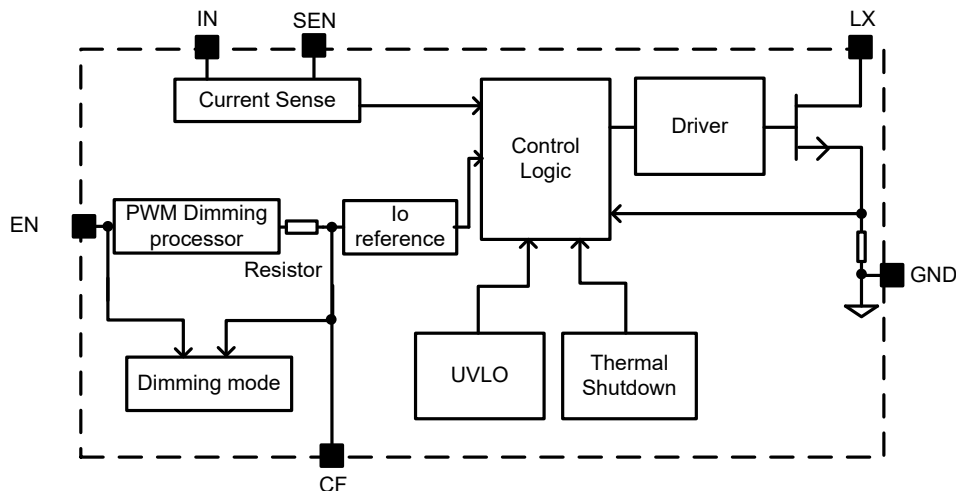 IN
SEN
LX
Current Sense
Control
Logic
Driver
EN
PWM Dimming
processor
Io
reference
Resistor
GND
Dimming mode
UVLO
Thermal
Shutdown
CF